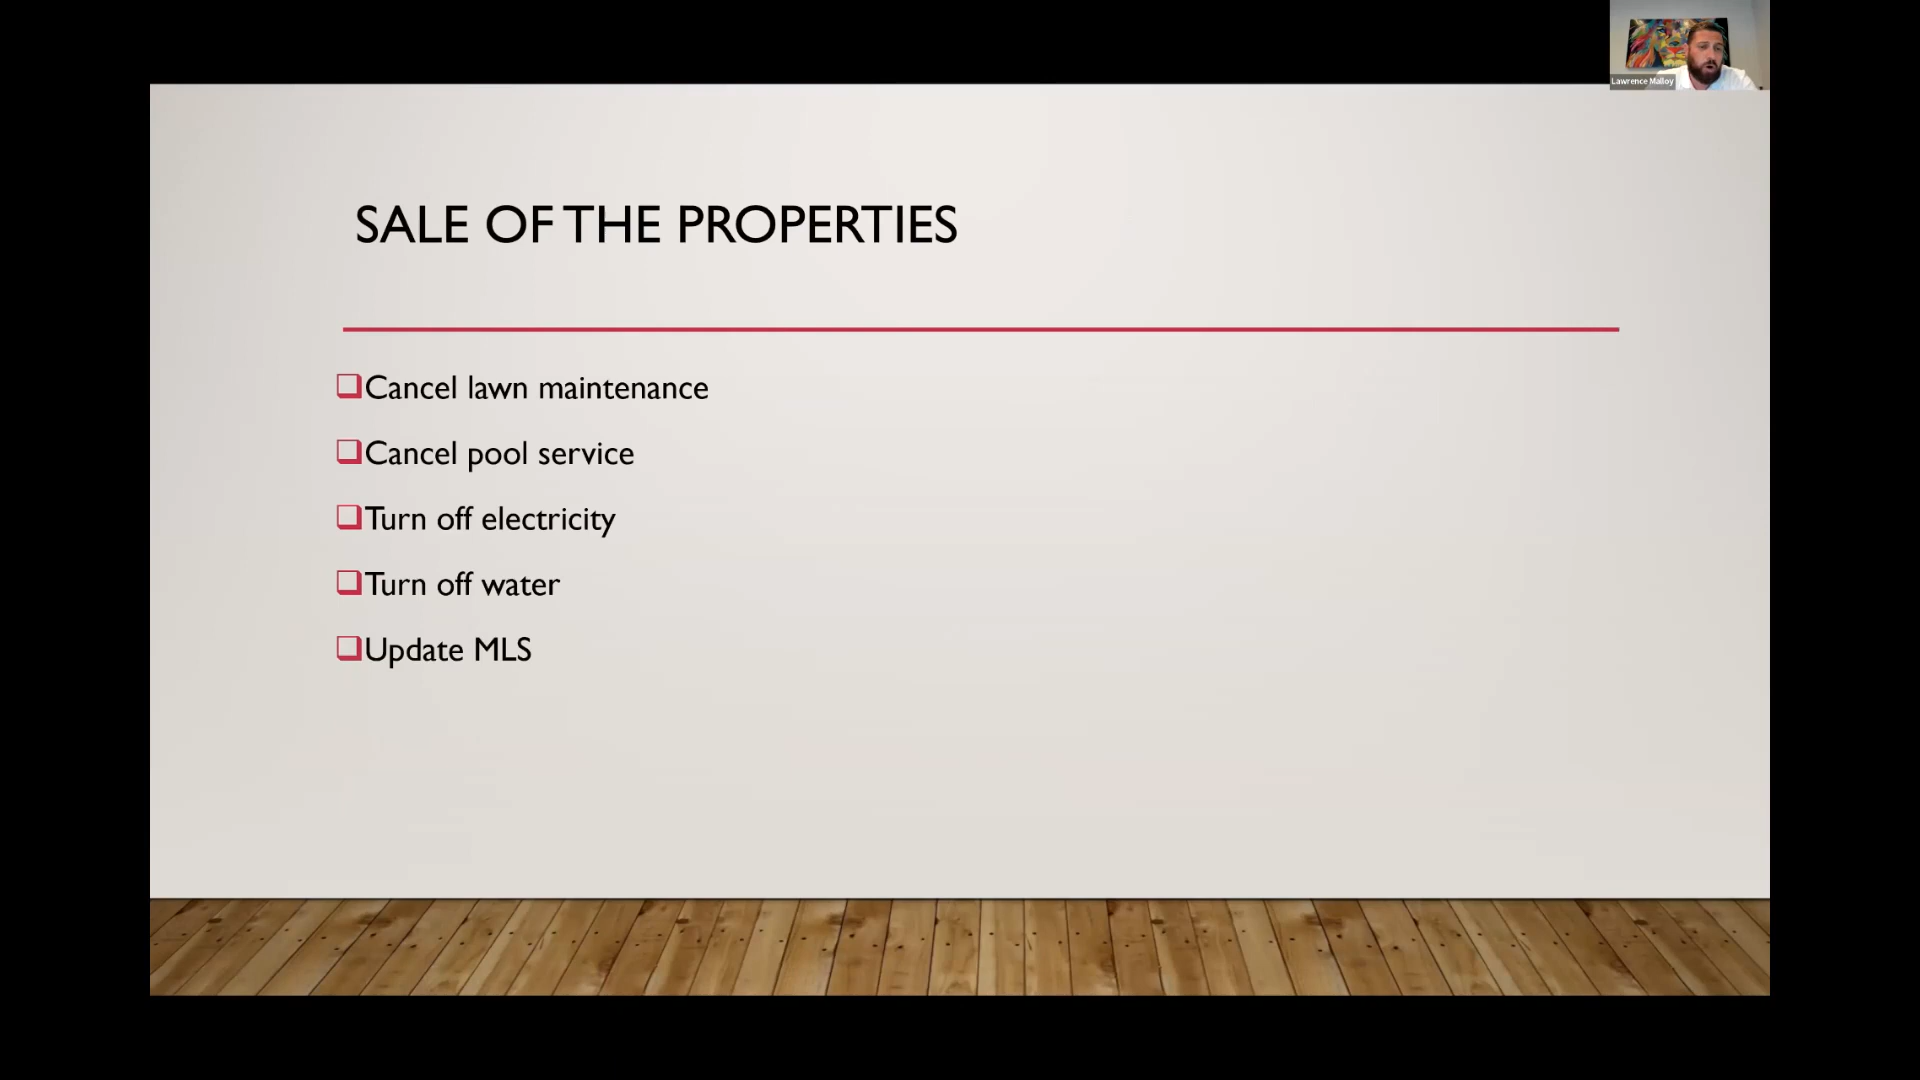 Lawrence Malloy
SALE OF THE PROPERTIES
Cancel lawn maintenance
Cancel pool service
Turn off electricity
Turn off water
Update MLS